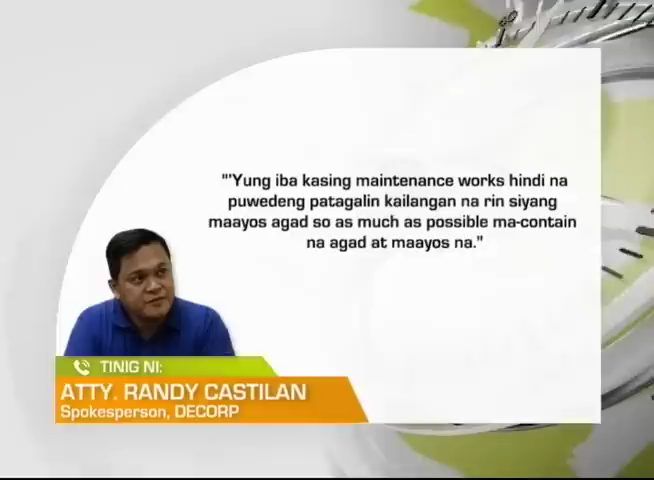 "'Yung iba kasing maintenance works hindi na
puwedeng patagalin kailangan na rin siyang
maayos agad so as much as possible ma-contain
na agad at maayos na."
TINIG NI:
ATTY. RANDY CASTILAN
Spokesperson, DECORP